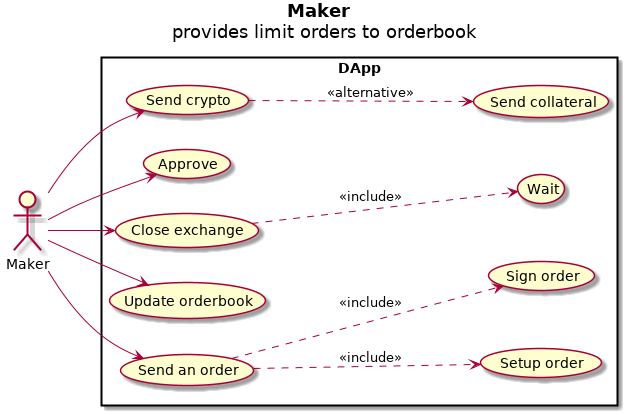 Maker
provides limit orders to orderbook
DApp
Send crypto
«alternative»
Send collateral
Approve
Close exchange
«include»
Wait
Maker
Update orderbook
«include»
Sign order
Send an order
«include»
Setup order